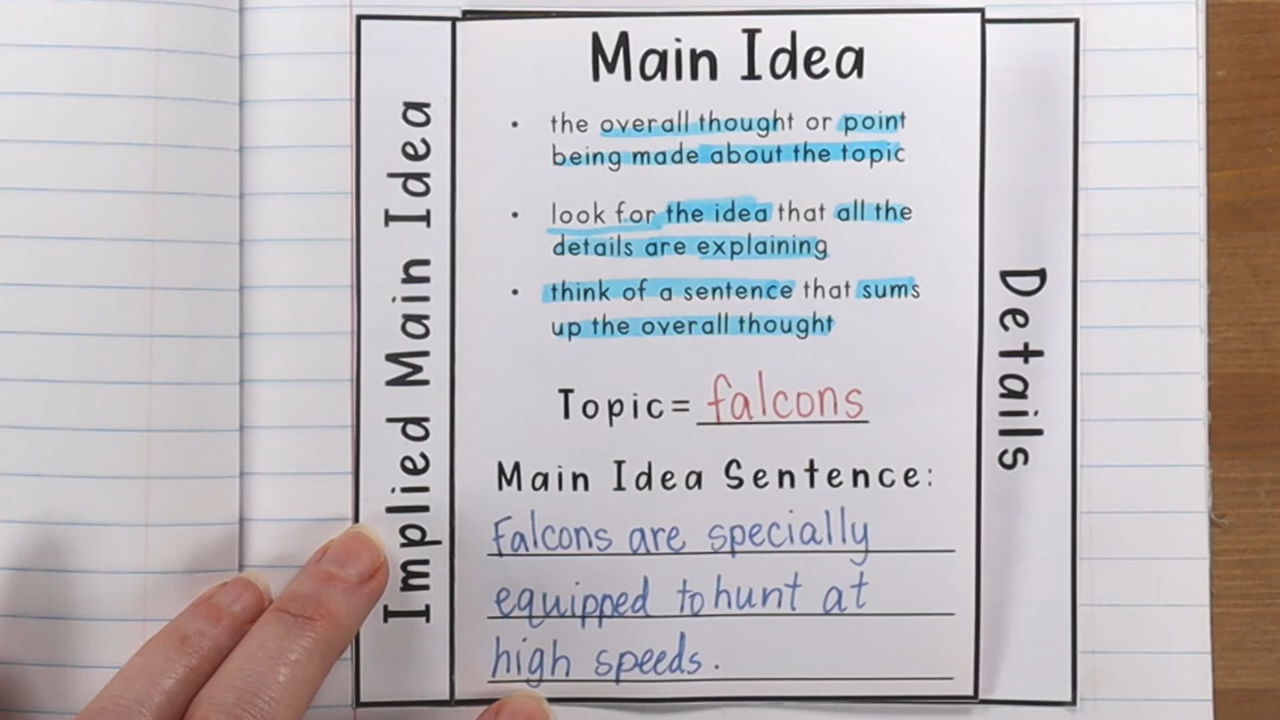 Implied Main Idea
Main Idea
• the overall thought or point
being made about the topic
• look for the idea that all the
details are explaining
• think of a sentence that sums
up the overall thought
Topic= falcons
Main Idea Sentence:
Falcons are specially
equipped to hunt at
high speeds.
Details